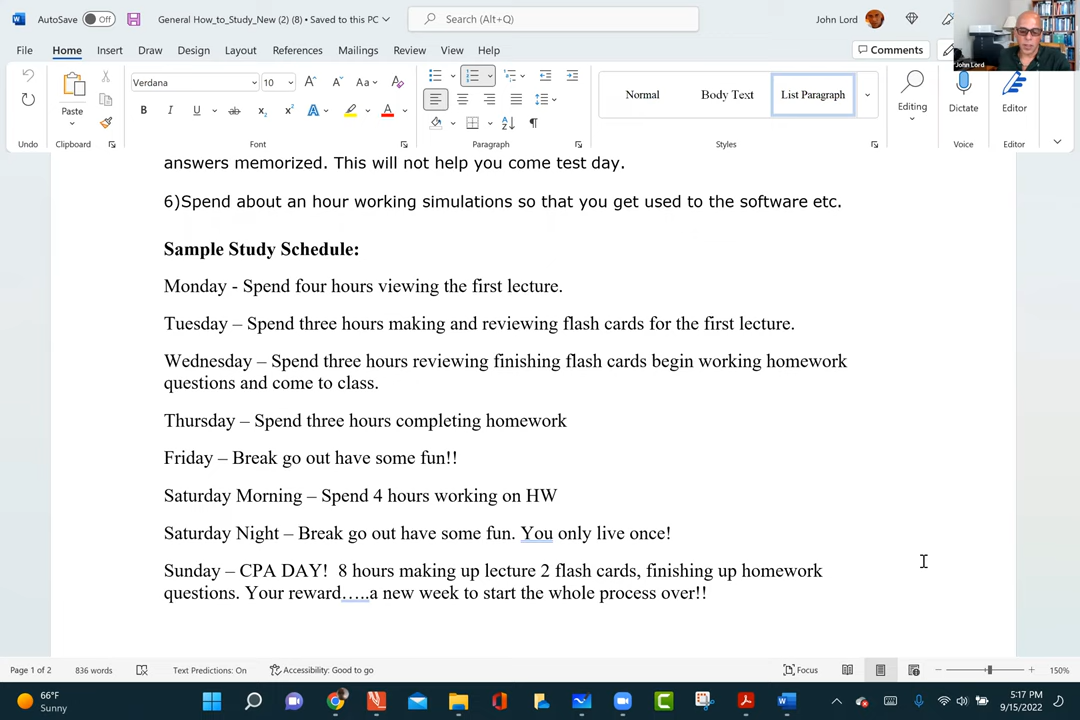 AutoSave Off General How_to_Study_New (2) (8) • Saved to this PC Search (Alt+Q) John Lord
File Home Insert Draw Design Layout References Mailings Review View Help Comments
John Lord
Verdana 10 Aa
Normal Body Text List Paragraph
Paste B I U ab x₂ x² A A Editing Dictate Editor
Undo Clipboard Font Paragraph Styles Voice Editor
answers memorized. This will not help you come test day.
6)Spend about an hour working simulations so that you get used to the software etc.
Sample Study Schedule:
Monday - Spend four hours viewing the first lecture.
Tuesday – Spend three hours making and reviewing flash cards for the first lecture.
Wednesday – Spend three hours reviewing finishing flash cards begin working homework
questions and come to class.
Thursday – Spend three hours completing homework
Friday – Break go out have some fun!!
Saturday Morning – Spend 4 hours working on HW
Saturday Night – Break go out have some fun. You only live once!
Sunday – CPA DAY!  8 hours making up lecture 2 flash cards, finishing up homework
questions. Your reward…..a new week to start the whole process over!!
Page 1 of 2 836 words Text Predictions: On Accessibility: Good to go Focus 150%
66°F
Sunny
5:17 PM
9/15/2022